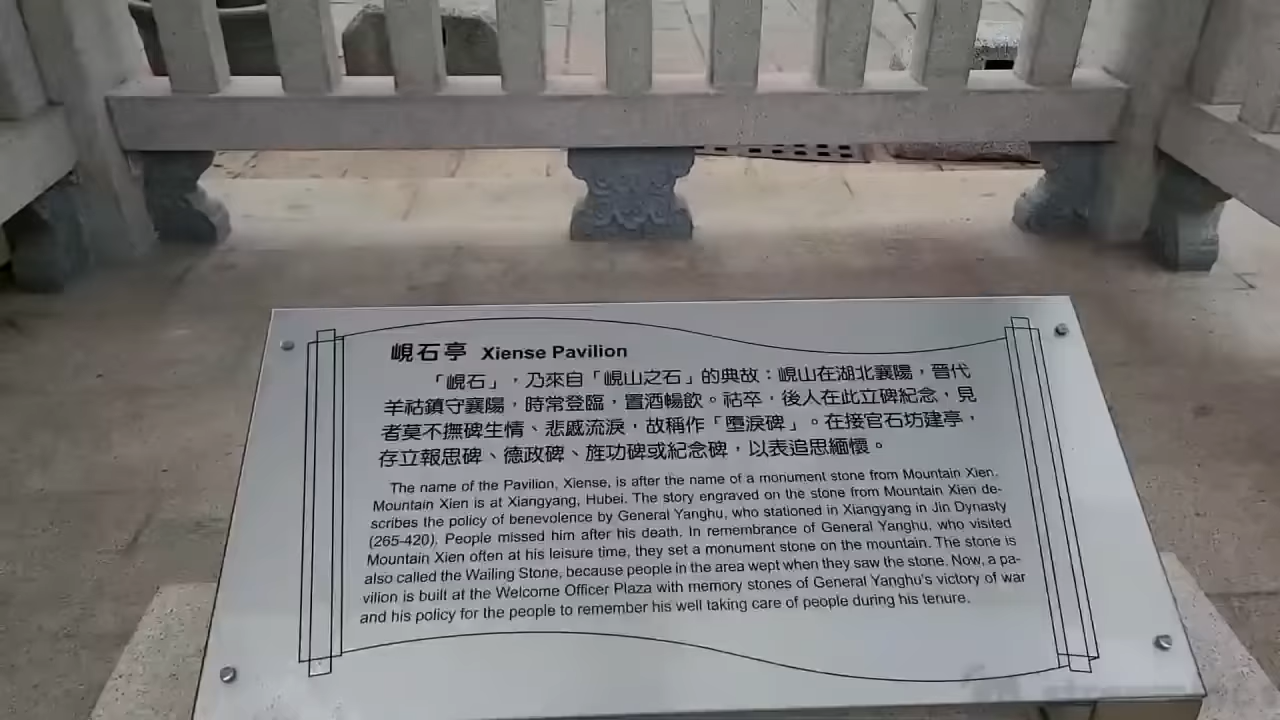 峴石亭 Xiense Pavilion
「峴石」，乃來自「峴山之石」的典故：峴山在湖北襄陽，晉代
羊祜鎮守襄陽，時常登臨，置酒暢飲。祜卒，後人在此立碑紀念，見
者莫不撫碑生情、悲戚流淚，故稱作「墮淚碑」。在接官石坊建亭，
存立報思碑、德政碑、旌功碑或紀念碑，以表追思緬懷。
The name of the Pavilion, Xiense, is after the name of a monument stone from Mountain Xien.
Mountain Xien is at Xiangyang, Hubei. The story engraved on the stone from Mountain Xien de-
scribes the policy of benevolence by General Yanghu, who stationed in Xiangyang in Jin Dynasty
(265-420). People missed him after his death. In remembrance of General Yanghu, who visited
Mountain Xien often at his leisure time, they set a monument stone on the mountain. The stone is
also called the Wailing Stone, because people in the area wept when they saw the stone. Now, a pa-
vilion is built at the Welcome Officer Plaza with memory stones of General Yanghu's victory of war
and his policy for the people to remember his well taking care of people during his tenure.